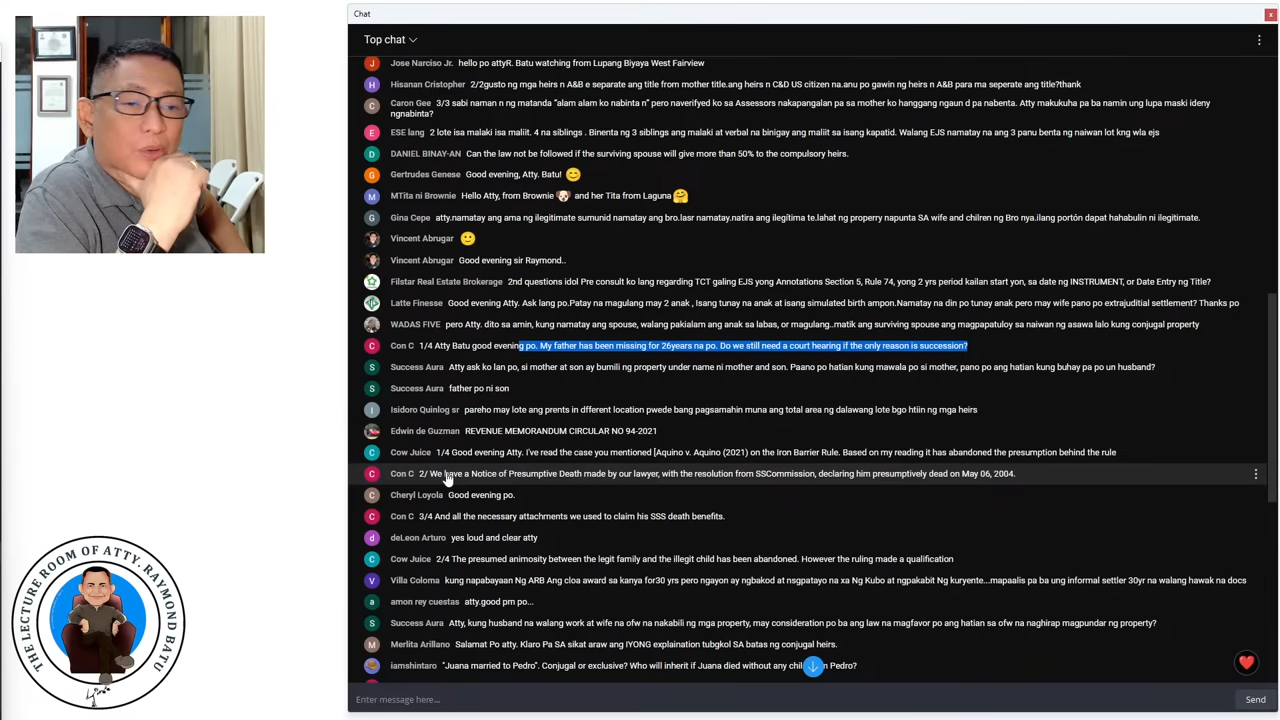 Chat
x
Top chat
Jose Narciso Jr. hello po attyR. Batu watching from Lupang Biyaya West Fairview
Hisanan Cristopher 2/2gusto ng mga heirs n A&B e separate ang title from mother title.ang heirs n C&D US citizen na.anu po gawin ng heirs n A&B para ma seperate ang title?thank
Caron Gee 3/3 sabi naman n ng matanda "alam alam ko nabinta n" pero naverifyed ko sa Assessors nakapangalan pa sa mother ko hanggang ngaun d pa nabenta. Atty makukuha pa ba namin ung lupa maski ideny
ngnabinta?
ESE lang 2 lote isa malaki isa maliit. 4 na siblings . Binenta ng 3 siblings ang malaki at verbal na binigay ang maliit sa isang kapatid. Walang EJS namatay na ang 3 panu benta ng naiwan lot kng wla ejs
DANIEL BINAY-AN Can the law not be followed if the surviving spouse will give more than 50% to the compulsory heirs.
Gertrudes Genese Good evening, Atty. Batu! 😊
MTita ni Brownie Hello Atty, from Brownie 🐶 and her Tita from Laguna 🤗
Gina Cepe atty.namatay ang ama ng ilegitimate sumunid namatay ang bro.lasr namatay.natira ang ilegítima te.lahat ng properry napunta SA wife and chilren ng Bro nya.ilang portón dapat hahabulin ni ilegitimate.
Vincent Abrugar 🙂
Vincent Abrugar Good evening sir Raymond..
Filstar Real Estate Brokerage 2nd questions idol Pre consult ko lang regarding TCT galing EJS yong Annotations Section 5, Rule 74, yong 2 yrs period kailan start yon, sa date ng INSTRUMENT, or Date Entry ng Title?
Latte Finesse Good evening Atty. Ask lang po.Patay na magulang may 2 anak , Isang tunay na anak at isang simulated birth ampon.Namatay na din po tunay anak pero may wife pano po extrajuditial settlement? Thanks po
WADAS FIVE pero Atty. dito sa amin, kung namatay ang spouse, walang pakialam ang anak sa labas, or magulang..matik ang surviving spouse ang magpapatuloy sa naiwan ng asawa lalo kung conjugal property
Con C 1/4 Atty Batu good evening po. My father has been missing for 26years na po. Do we still need a court hearing if the only reason is succession?
Success Aura Atty ask ko lan po, si mother at son ay bumili ng property under name ni mother and son. Paano po hatian kung mawala po si mother, pano po ang hatian kung buhay pa po un husband?
Success Aura father po ni son
Isidoro Quinlog sr pareho may lote ang prents in dfferent location pwede bang pagsamahin muna ang total area ng dalawang lote bgo htiin ng mga heirs
Edwin de Guzman REVENUE MEMORANDUM CIRCULAR NO 94-2021
Cow Juice 1/4 Good evening Atty. I've read the case you mentioned [Aquino v. Aquino (2021) on the Iron Barrier Rule. Based on my reading it has abandoned the presumption behind the rule
Con C 2/ We have a Notice of Presumptive Death made by our lawyer, with the resolution from SSCommission, declaring him presumptively dead on May 06, 2004.
Cheryl Loyola Good evening po.
Con C 3/4 And all the necessary attachments we used to claim his SSS death benefits.
deLeon Arturo yes loud and clear atty
Cow Juice 2/4 The presumed animosity between the legit family and the illegit child has been abandoned. However the ruling made a qualification
Villa Coloma kung napabayaan Ng ARB Ang cloa award sa kanya for30 yrs pero ngayon ay ngbakod at nsgpatayo na xa Ng Kubo at ngpakabit Ng kuryente...mapaalis pa ba ung informal settler 30yr na walang hawak na docs
amon rey cuestas atty.good pm po...
Success Aura Atty, kung husband na walang work at wife na ofw na nakabili ng mga property, may consideration po ba ang law na magfavor po ang hatian sa ofw na naghirap magpundar ng property?
Merlita Arillano Salamat Po atty. Klaro Pa SA sikat araw ang IYONG explaination tubgkol SA batas ng conjugal heirs.
iamshintaro "Juana married to Pedro". Conjugal or exclusive? Who will inherit if Juana died without any chil Pedro?
Enter message here...
Send
THE LECTURE ROOM OF ATTY. RAYMOND BATU